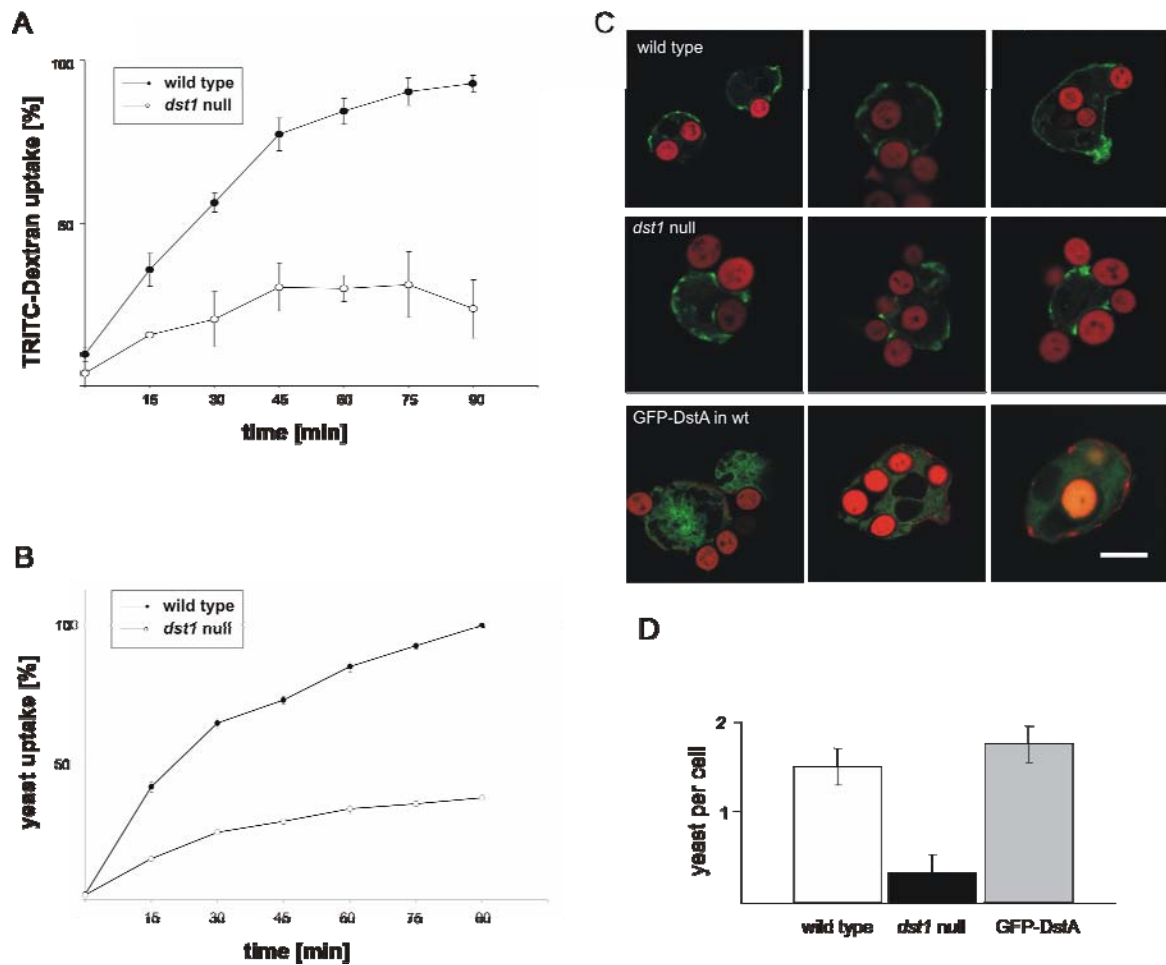 A
100
50
TRITC-Dextran uptake [%]
wild type
dst1 null
15 30 45 60 75 90
time [min]
B
100
50
yeast uptake [%]
wild type
dst1 null
15 30 45 60 75 90
time [min]
C
wild type
dst1 null
GFP-DstA in wt
D
2
1
yeast per cell
wild type dst1 null GFP-DstA